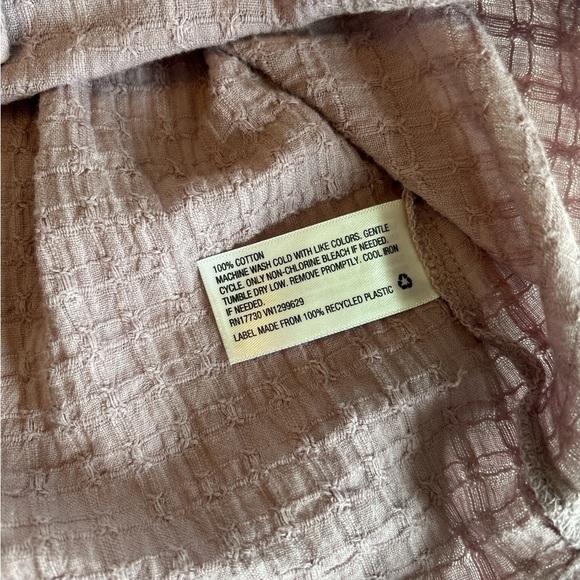 100% COTTON
MACHINE WASH COLD WITH LIKE COLORS. GENTLE
CYCLE. ONLY NON-CHLORINE BLEACH IF NEEDED.
TUMBLE DRY LOW. REMOVE PROMPTLY. COOL IRON
IF NEEDED.
RN17730 VN1299629
LABEL MADE FROM 100% RECYCLED PLASTIC